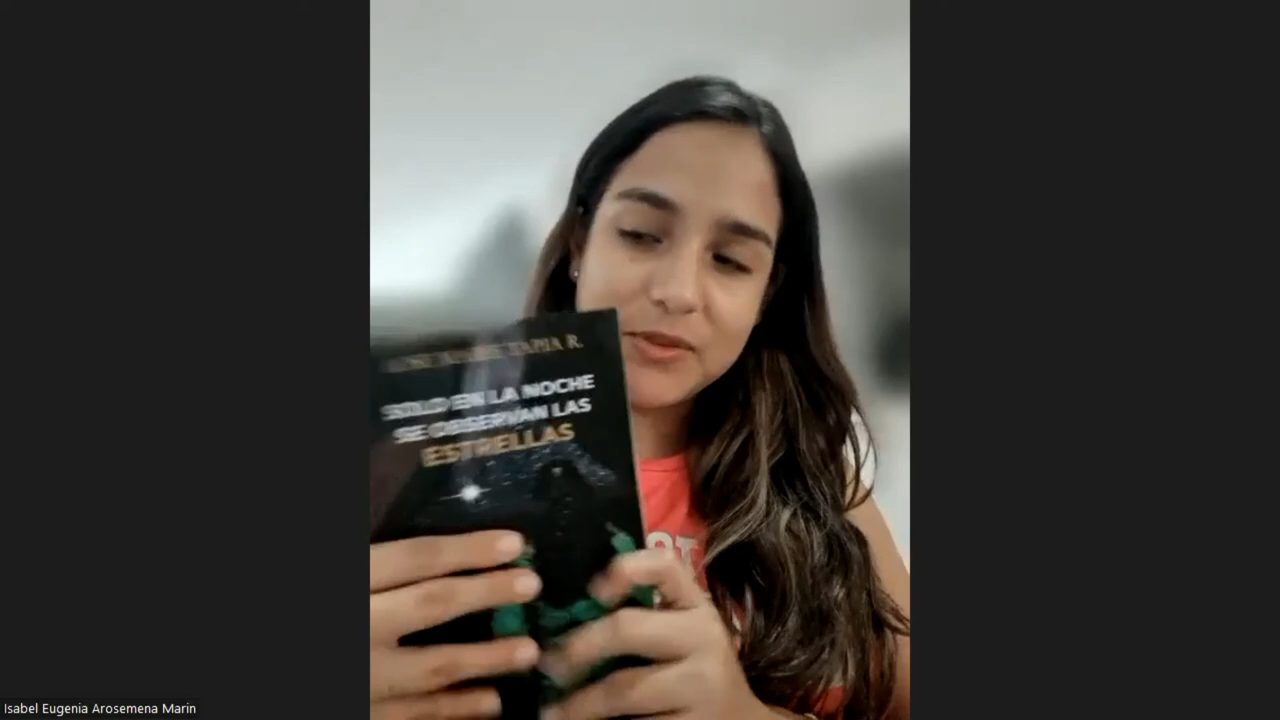 TAPIA R.
SOLO EN LA NOCHE
SE OBSERVAN LAS
ESTRELLAS
Isabel Eugenia Arosemena Marin